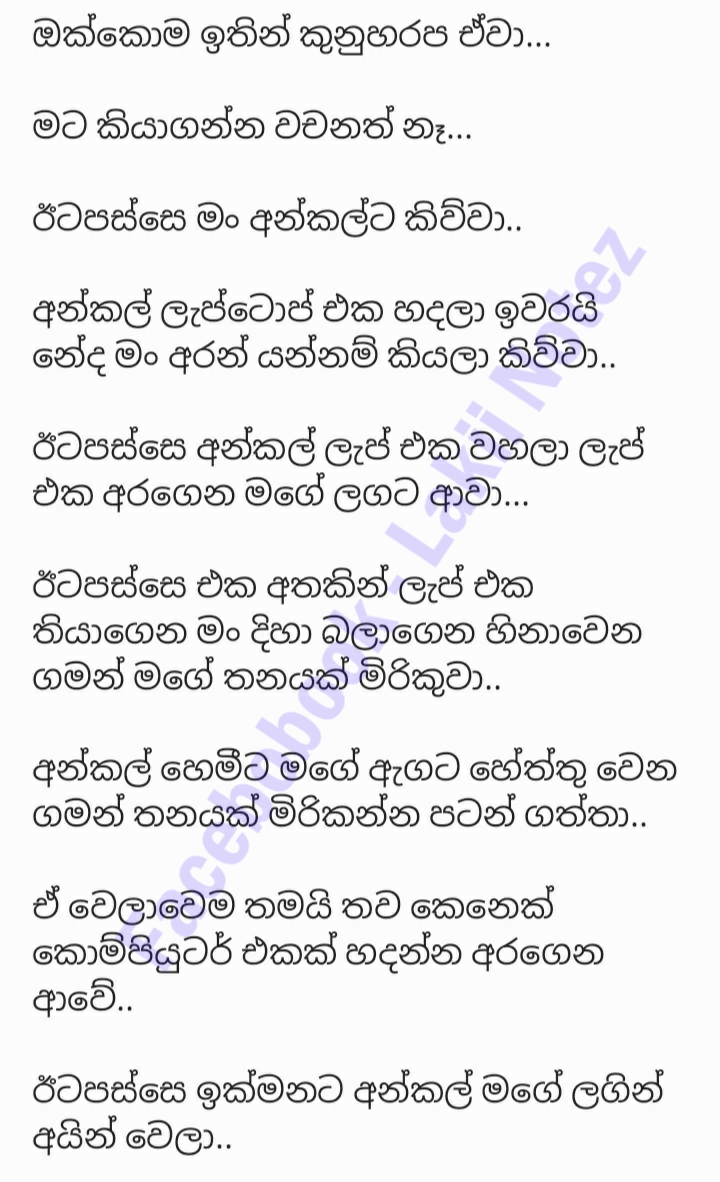 ඔක්කොම ඉතින් කුනුහරප ඒවා...
මට කියාගන්න වචනත් නෑ...
ඊටපස්සෙ මං අන්කල්ට කිව්වා..
අන්කල් ලැප්ටොප් එක හදලා ඉවරයි
නේද මං අරන් යන්නම් කියලා කිව්වා..
ඊටපස්සෙ අන්කල් ලැප් එක වහලා ලැප්
එක අරගෙන මගේ ලගට ආවා...
ඊටපස්සෙ එක අතකින් ලැප් එක
තියාගෙන මං දිහා බලාගෙන හිනාවෙන
ගමන් මගේ තනයක් මිරිකුවා..
අන්කල් හෙමීට මගේ ඇගට හේත්තු වෙන
ගමන් තනයක් මිරිකන්න පටන් ගත්තා..
ඒ වෙලාවෙම තමයි තව කෙනෙක්
කොම්පියුටර් එකක් හදන්න අරගෙන
ආවේ..
ඊටපස්සෙ ඉක්මනට අන්කල් මගේ ලගින්
අයින් වෙලා..
Facebobook - Lakii Notez